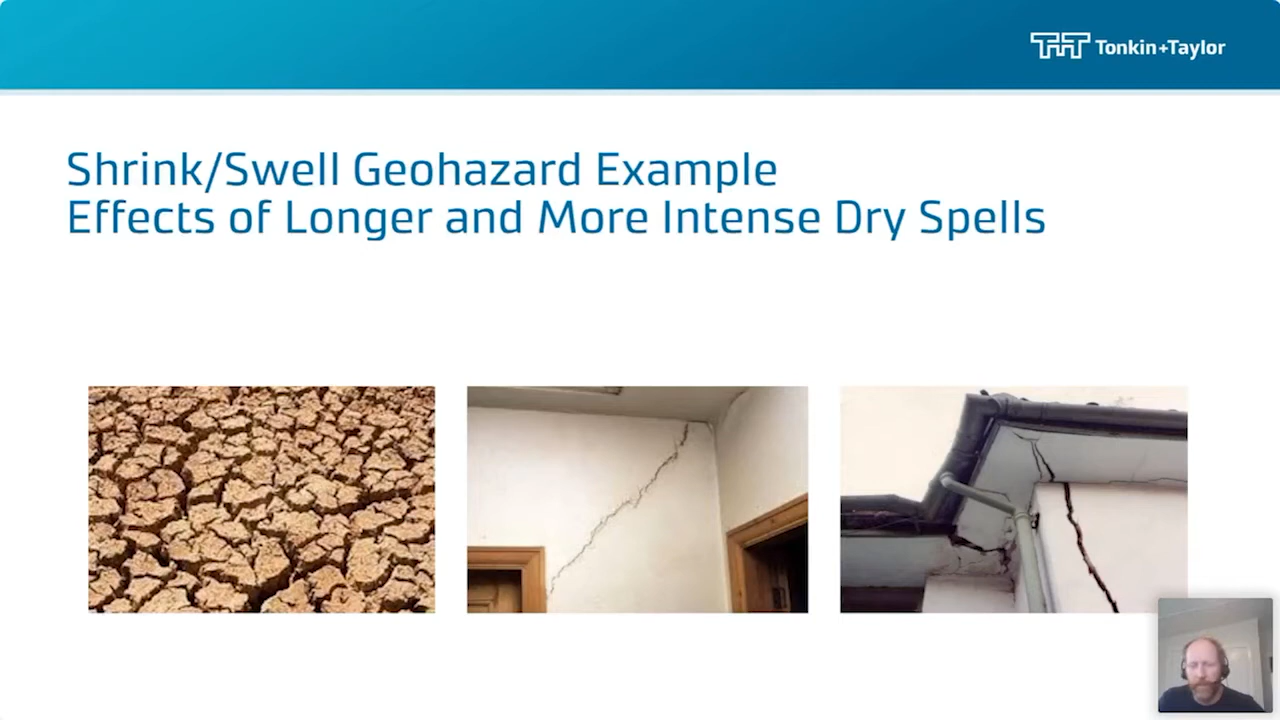 Tonkin+Taylor
Shrink/Swell Geohazard Example
Effects of Longer and More Intense Dry Spells